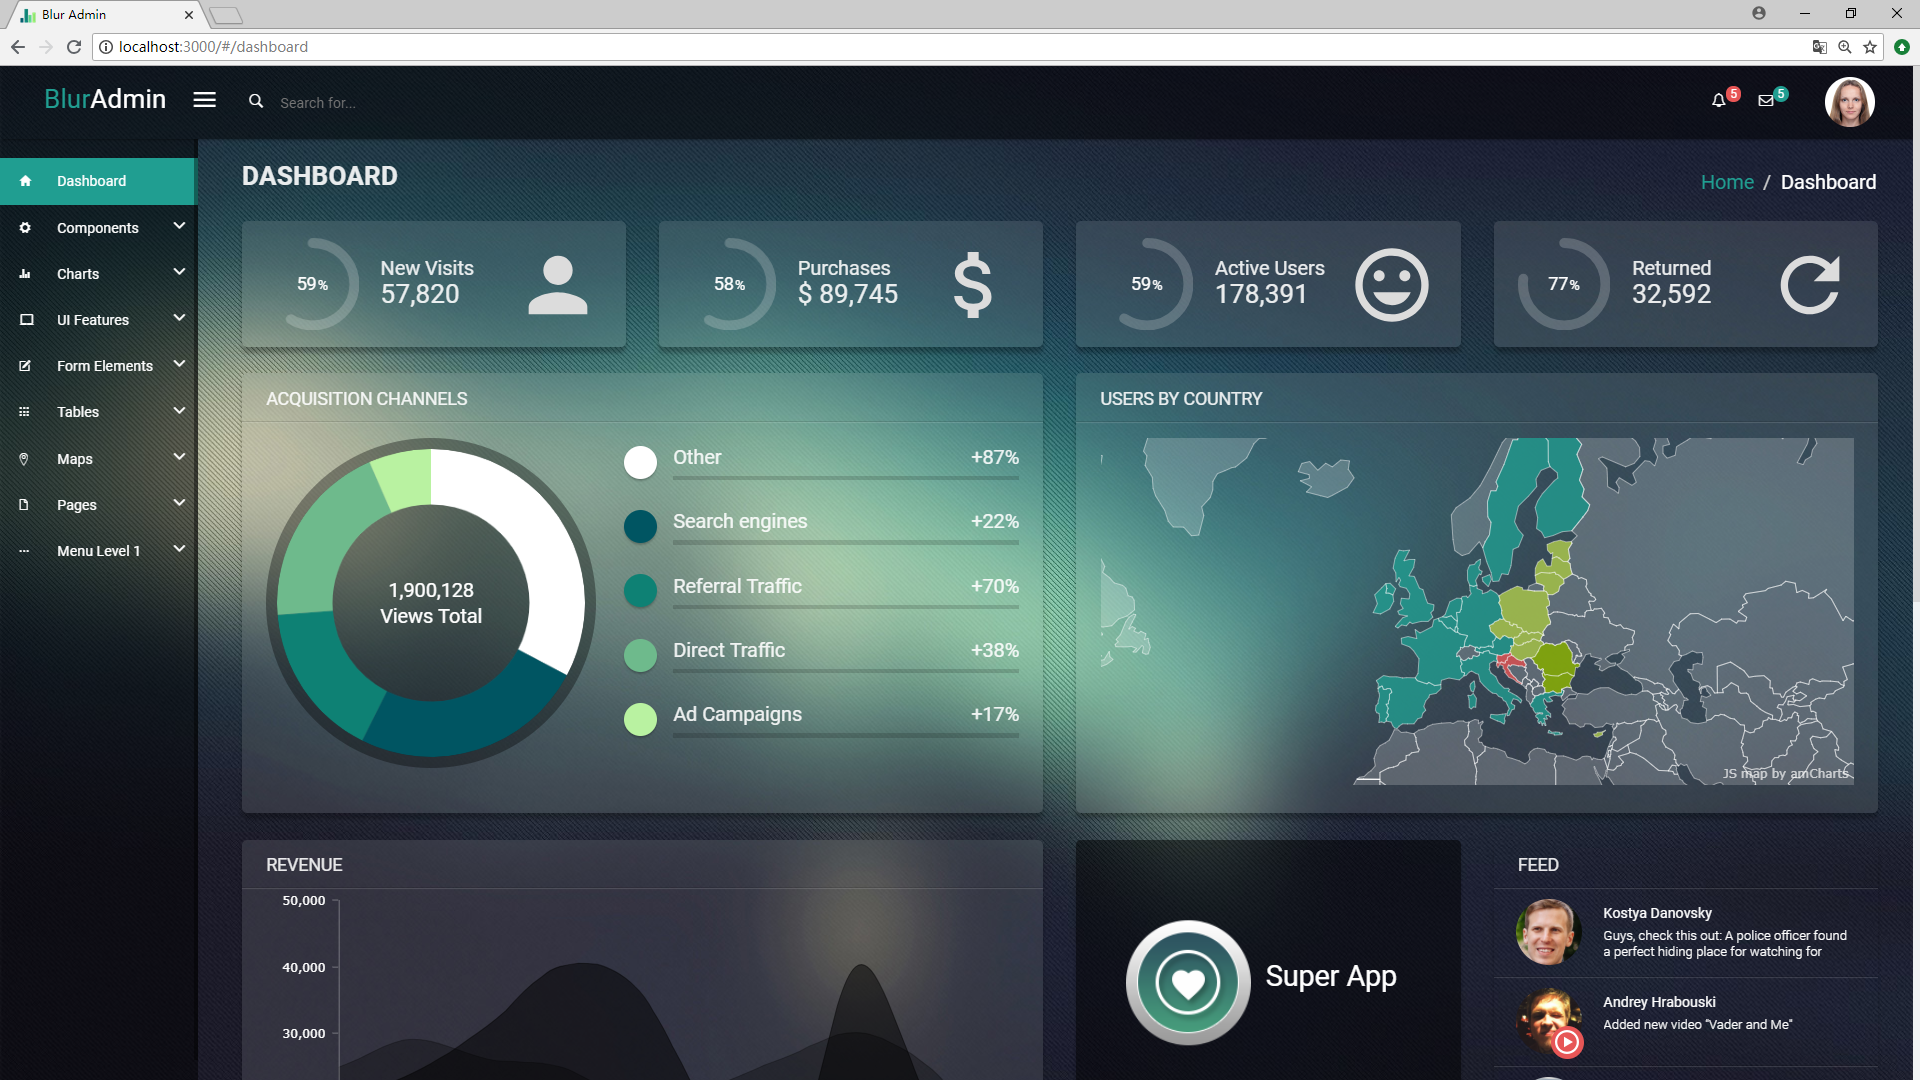 Blur Admin
localhost:3000/#/dashboard
BlurAdmin
Search for...
5
5
Dashboard
Components
Charts
UI Features
Form Elements
Tables
Maps
Pages
Menu Level 1
DASHBOARD
Home / Dashboard
59%
New Visits
57,820
58%
Purchases
$ 89,745
59%
Active Users
178,391
77%
Returned
32,592
ACQUISITION CHANNELS
1,900,128
Views Total
Other +87%
Search engines +22%
Referral Traffic +70%
Direct Traffic +38%
Ad Campaigns +17%
USERS BY COUNTRY
JS map by amCharts
REVENUE
50,000
40,000
30,000
Super App
FEED
Kostya Danovsky
Guys, check this out: A police officer found
a perfect hiding place for watching for
Andrey Hrabouski
Added new video "Vader and Me"